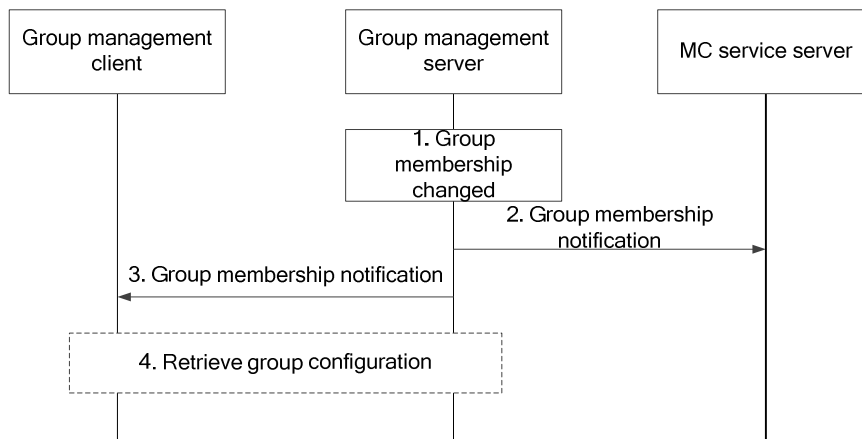 Group management
client
Group management
server
MC service server
1. Group
membership
changed
2. Group membership
notification
3. Group membership notification
4. Retrieve group configuration